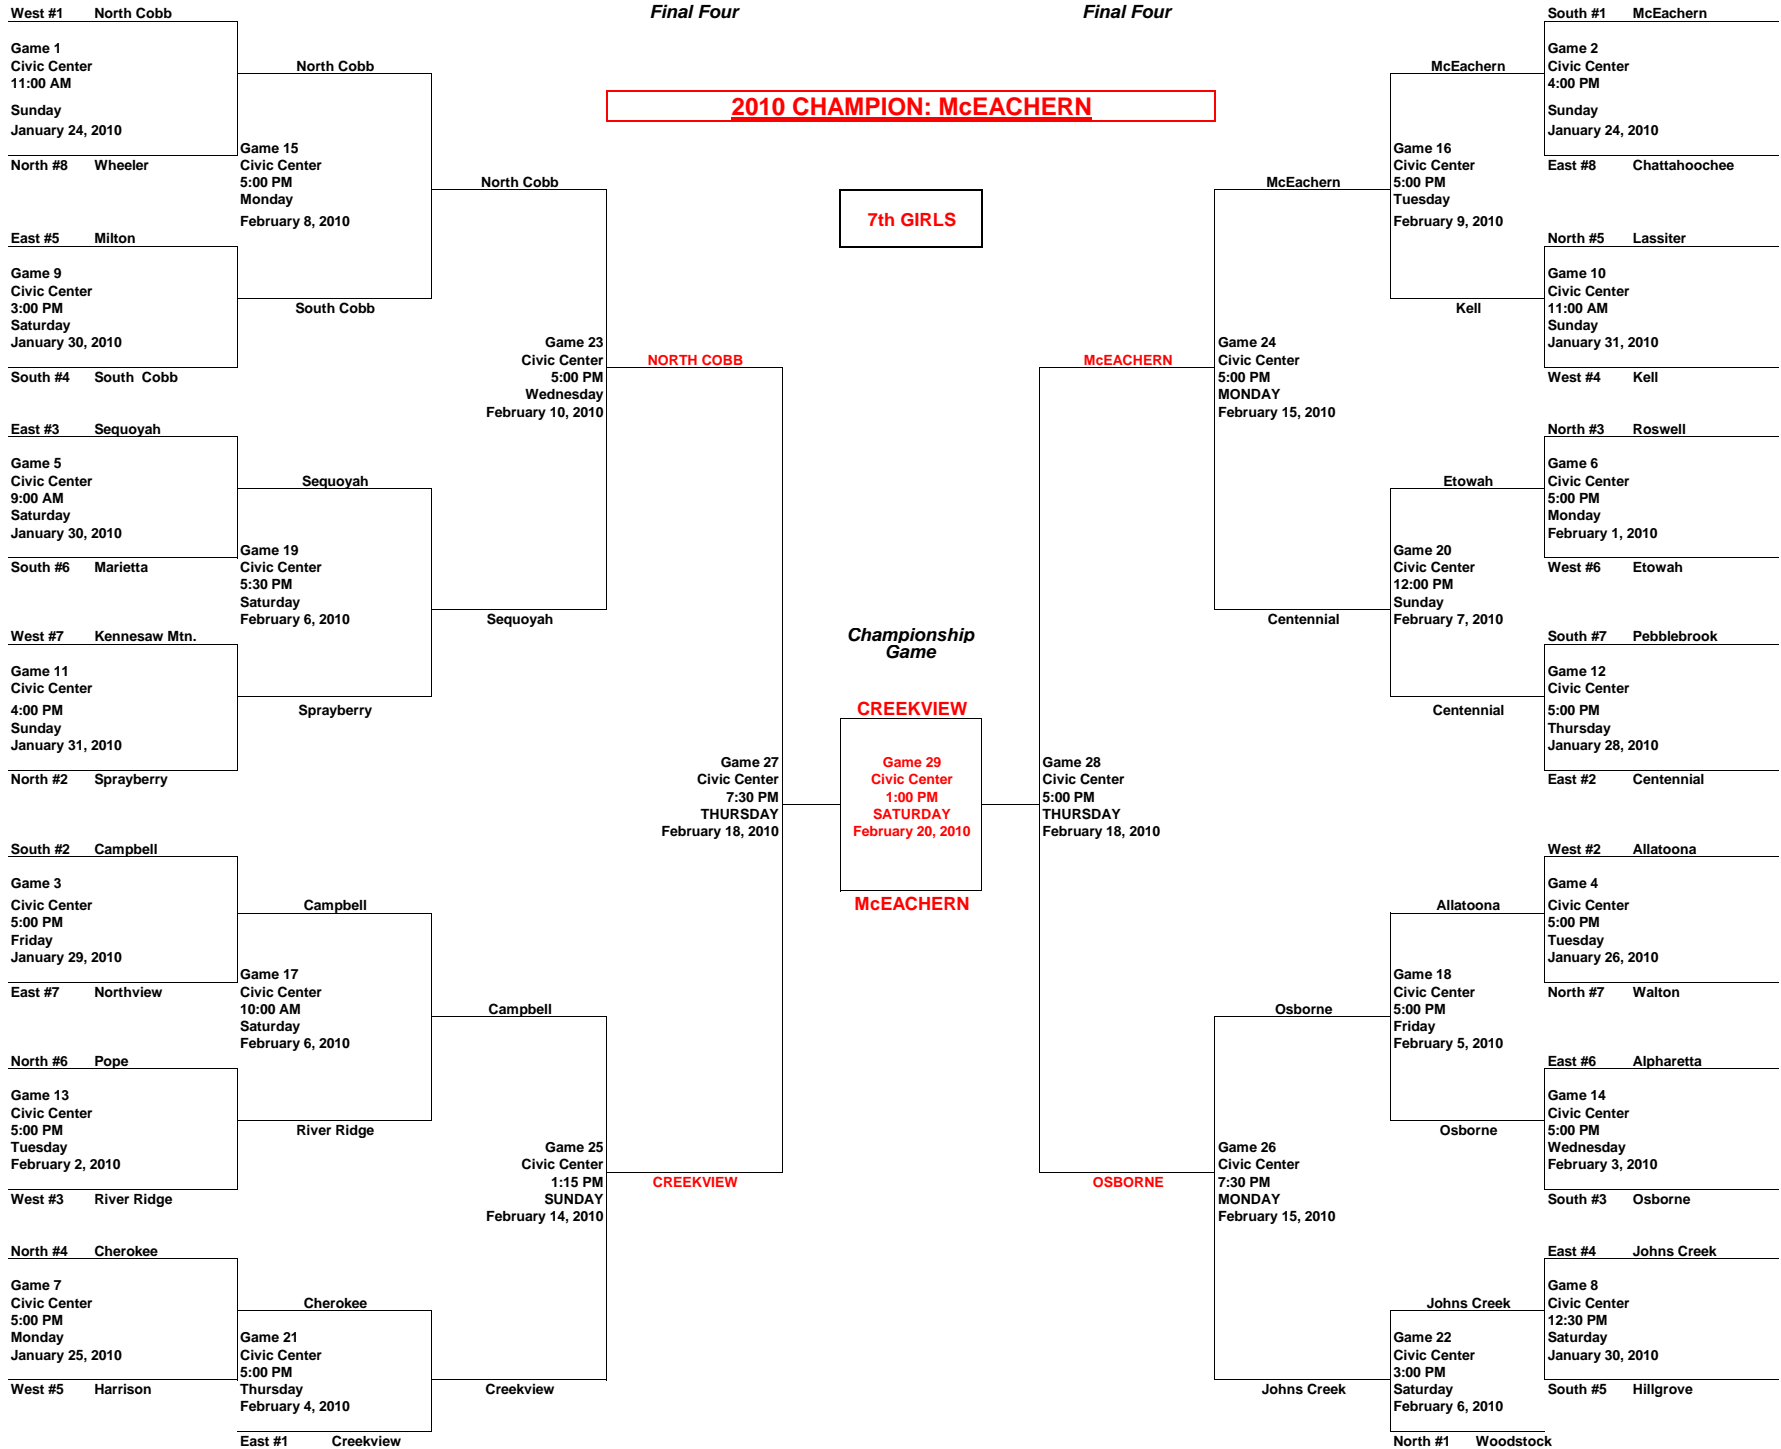 Final Four
Final Four
2010 CHAMPION: McEACHERN
7th GIRLS
West #1 North Cobb
Game 1
Civic Center
11:00 AM
Sunday
January 24, 2010
North #8 Wheeler
East #5 Milton
Game 9
Civic Center
3:00 PM
Saturday
January 30, 2010
South #4 South Cobb
East #3 Sequoyah
Game 5
Civic Center
9:00 AM
Saturday
January 30, 2010
South #6 Marietta
West #7 Kennesaw Mtn.
Game 11
Civic Center
4:00 PM
Sunday
January 31, 2010
North #2 Sprayberry
South #2 Campbell
Game 3
Civic Center
5:00 PM
Friday
January 29, 2010
East #7 Northview
North #6 Pope
Game 13
Civic Center
5:00 PM
Tuesday
February 2, 2010
West #3 River Ridge
North #4 Cherokee
Game 7
Civic Center
5:00 PM
Monday
January 25, 2010
West #5 Harrison
North Cobb
Game 15
Civic Center
5:00 PM
Monday
February 8, 2010
South Cobb
Sequoyah
Game 19
Civic Center
5:30 PM
Saturday
February 6, 2010
Sprayberry
Campbell
Game 17
Civic Center
10:00 AM
Saturday
February 6, 2010
River Ridge
Cherokee
Game 21
Civic Center
5:00 PM
Thursday
February 4, 2010
East #1 Creekview
North Cobb
Game 23
Civic Center
5:00 PM
Wednesday
February 10, 2010
Sequoyah
Campbell
Game 25
Civic Center
1:15 PM
SUNDAY
February 14, 2010
Creekview
NORTH COBB
Game 27
Civic Center
7:30 PM
THURSDAY
February 18, 2010
CREEKVIEW
Championship
Game
CREEKVIEW
Game 29
Civic Center
1:00 PM
SATURDAY
February 20, 2010
McEACHERN
McEACHERN
Game 28
Civic Center
5:00 PM
THURSDAY
February 18, 2010
OSBORNE
McEachern
Game 24
Civic Center
5:00 PM
MONDAY
February 15, 2010
Centennial
Osborne
Game 26
Civic Center
7:30 PM
MONDAY
February 15, 2010
Johns Creek
McEachern
Game 16
Civic Center
5:00 PM
Tuesday
February 9, 2010
Kell
Etowah
Game 20
Civic Center
12:00 PM
Sunday
February 7, 2010
Centennial
Allatoona
Game 18
Civic Center
5:00 PM
Friday
February 5, 2010
Osborne
Johns Creek
Game 22
Civic Center
3:00 PM
Saturday
February 6, 2010
North #1 Woodstock
South #1 McEachern
Game 2
Civic Center
4:00 PM
Sunday
January 24, 2010
East #8 Chattahoochee
North #5 Lassiter
Game 10
Civic Center
11:00 AM
Sunday
January 31, 2010
West #4 Kell
North #3 Roswell
Game 6
Civic Center
5:00 PM
Monday
February 1, 2010
West #6 Etowah
South #7 Pebblebrook
Game 12
Civic Center
5:00 PM
Thursday
January 28, 2010
East #2 Centennial
West #2 Allatoona
Game 4
Civic Center
5:00 PM
Tuesday
January 26, 2010
North #7 Walton
East #6 Alpharetta
Game 14
Civic Center
5:00 PM
Wednesday
February 3, 2010
South #3 Osborne
East #4 Johns Creek
Game 8
Civic Center
12:30 PM
Saturday
January 30, 2010
South #5 Hillgrove